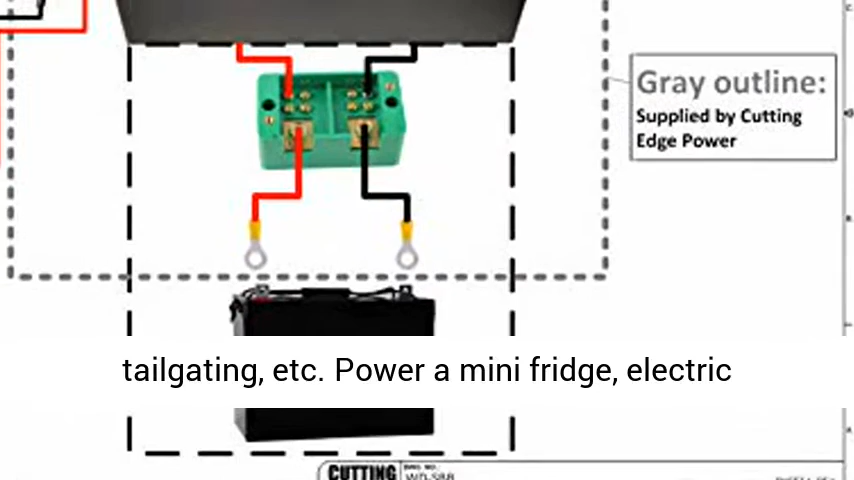 Gray outline:
Supplied by Cutting
Edge Power
tailgating, etc. Power a mini fridge, electric
CUTTING